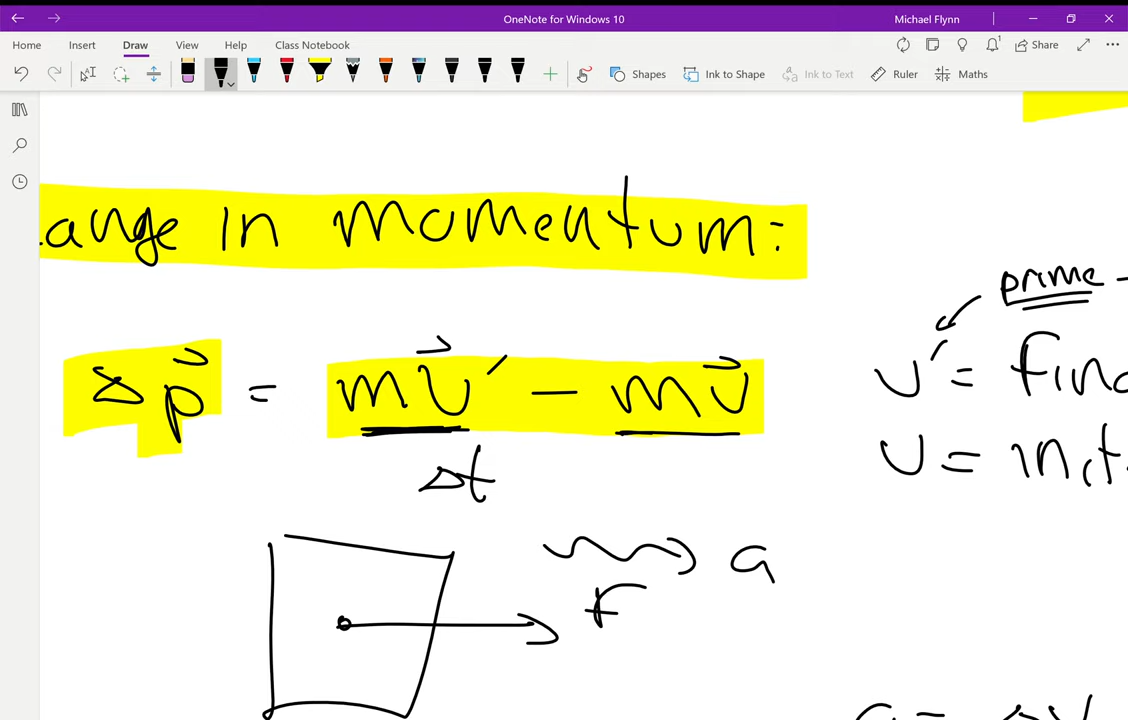 OneNote for Windows 10
Michael Flynn
Home Insert Draw View Help Class Notebook
Share
Shapes Ink to Shape Ink to Text Ruler Maths
ange in momentum:
prime -
Δp⃗ = mv⃗′ - mv⃗
v′ = fin
Δt
v = init
a
F
a = Δv